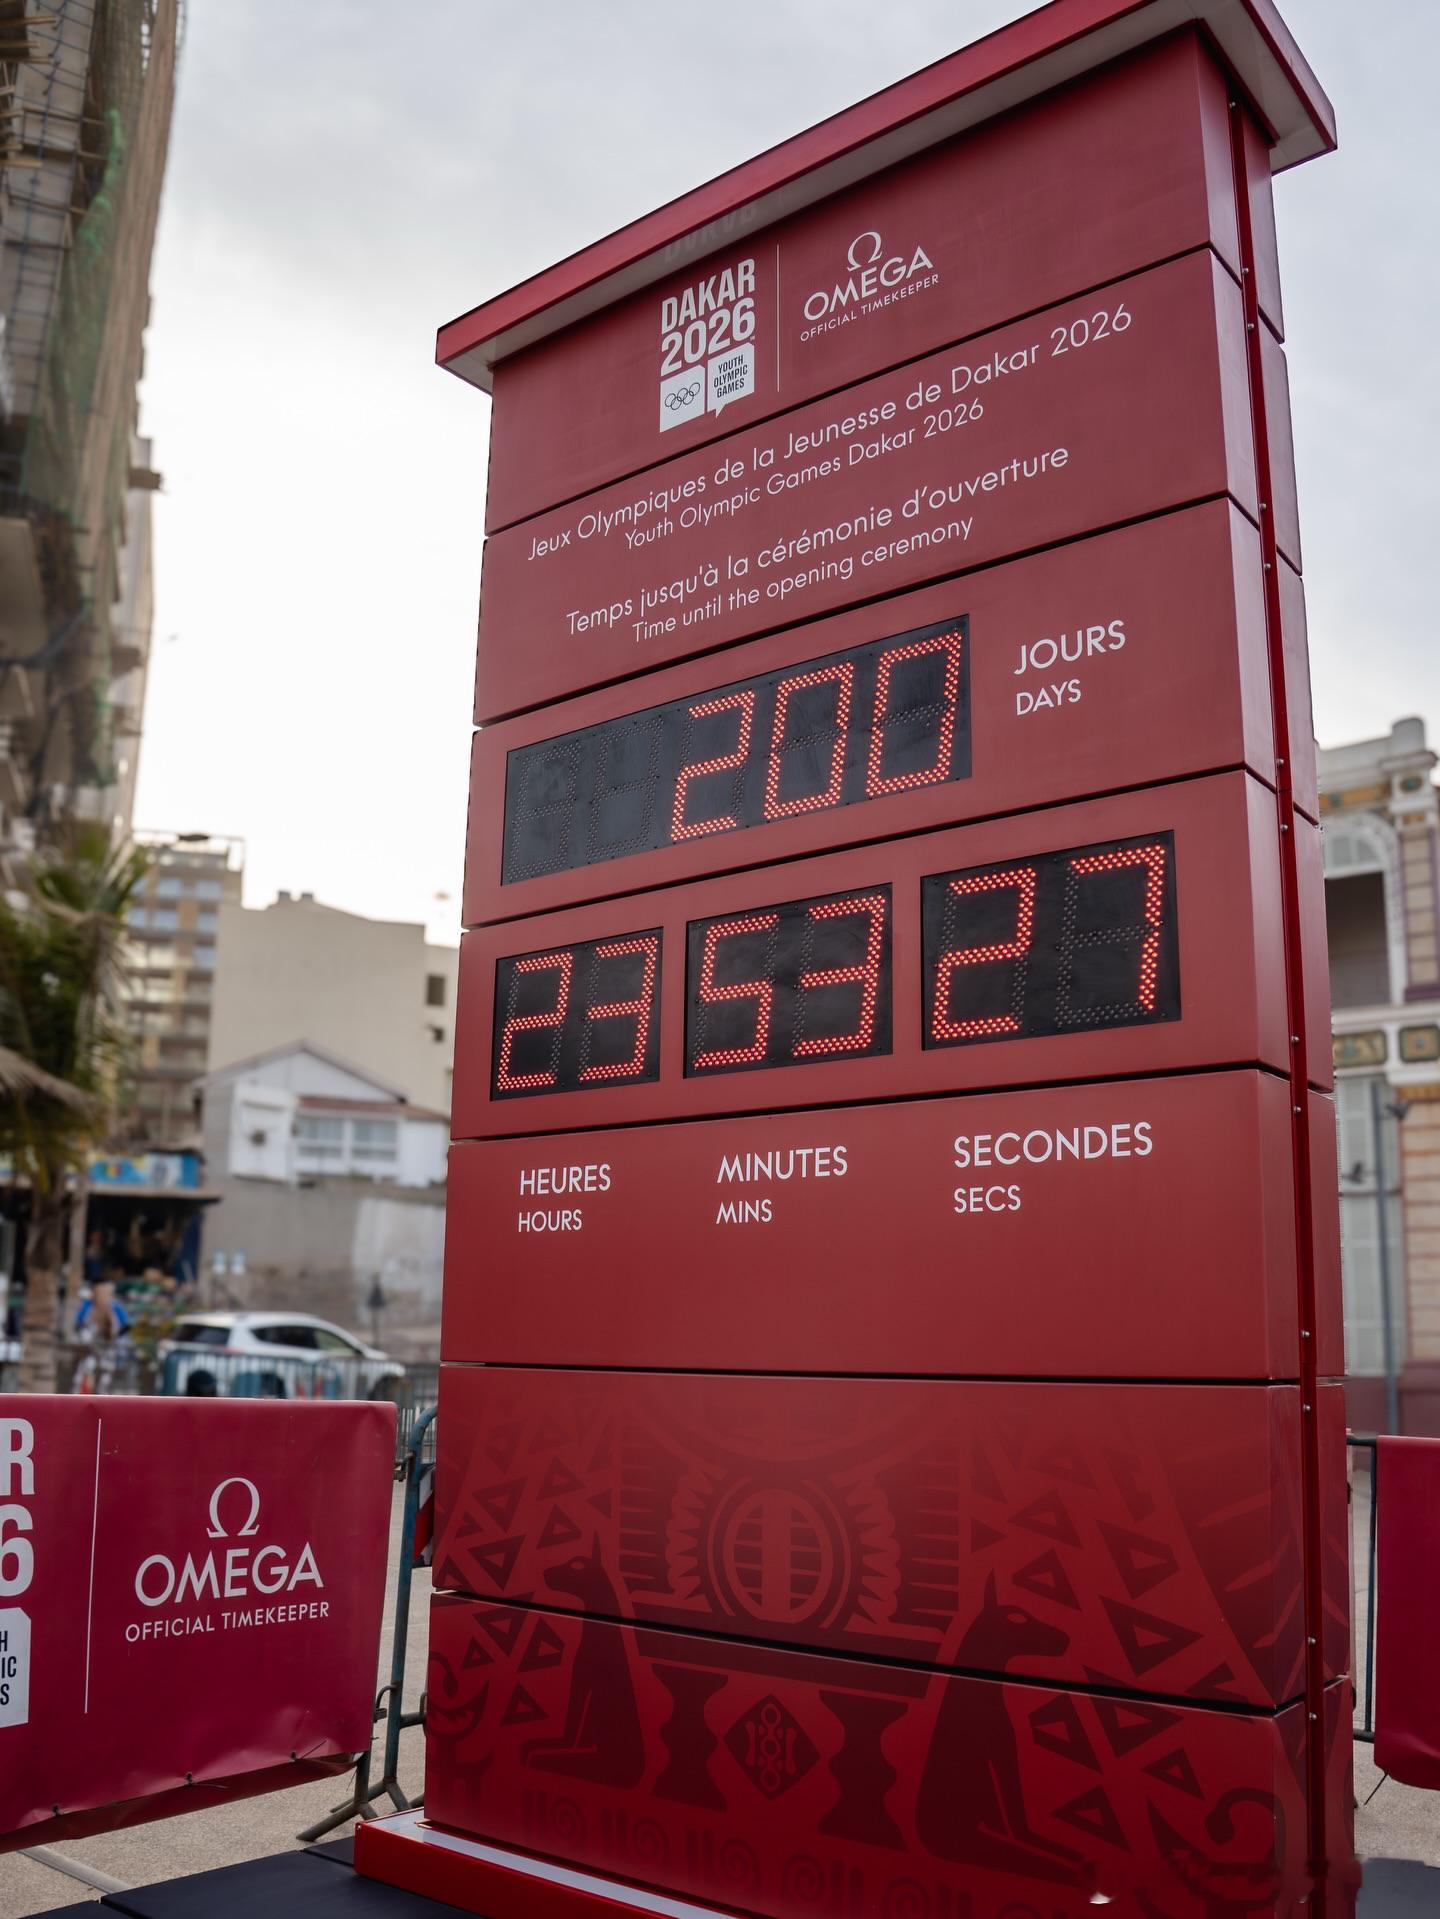 DAKAR
2026
YOUTH
OLYMPIC
GAMES
Ω
OMEGA
OFFICIAL TIMEKEEPER
Jeux Olympiques de la Jeunesse de Dakar 2026
Youth Olympic Games Dakar 2026
Temps jusqu'à la cérémonie d’ouverture
Time until the opening ceremony
200
JOURS
DAYS
23 53 27
HEURES MINUTES SECONDES
HOURS MINS SECS
R
6
H
IC
S
Ω
OMEGA
OFFICIAL TIMEKEEPER